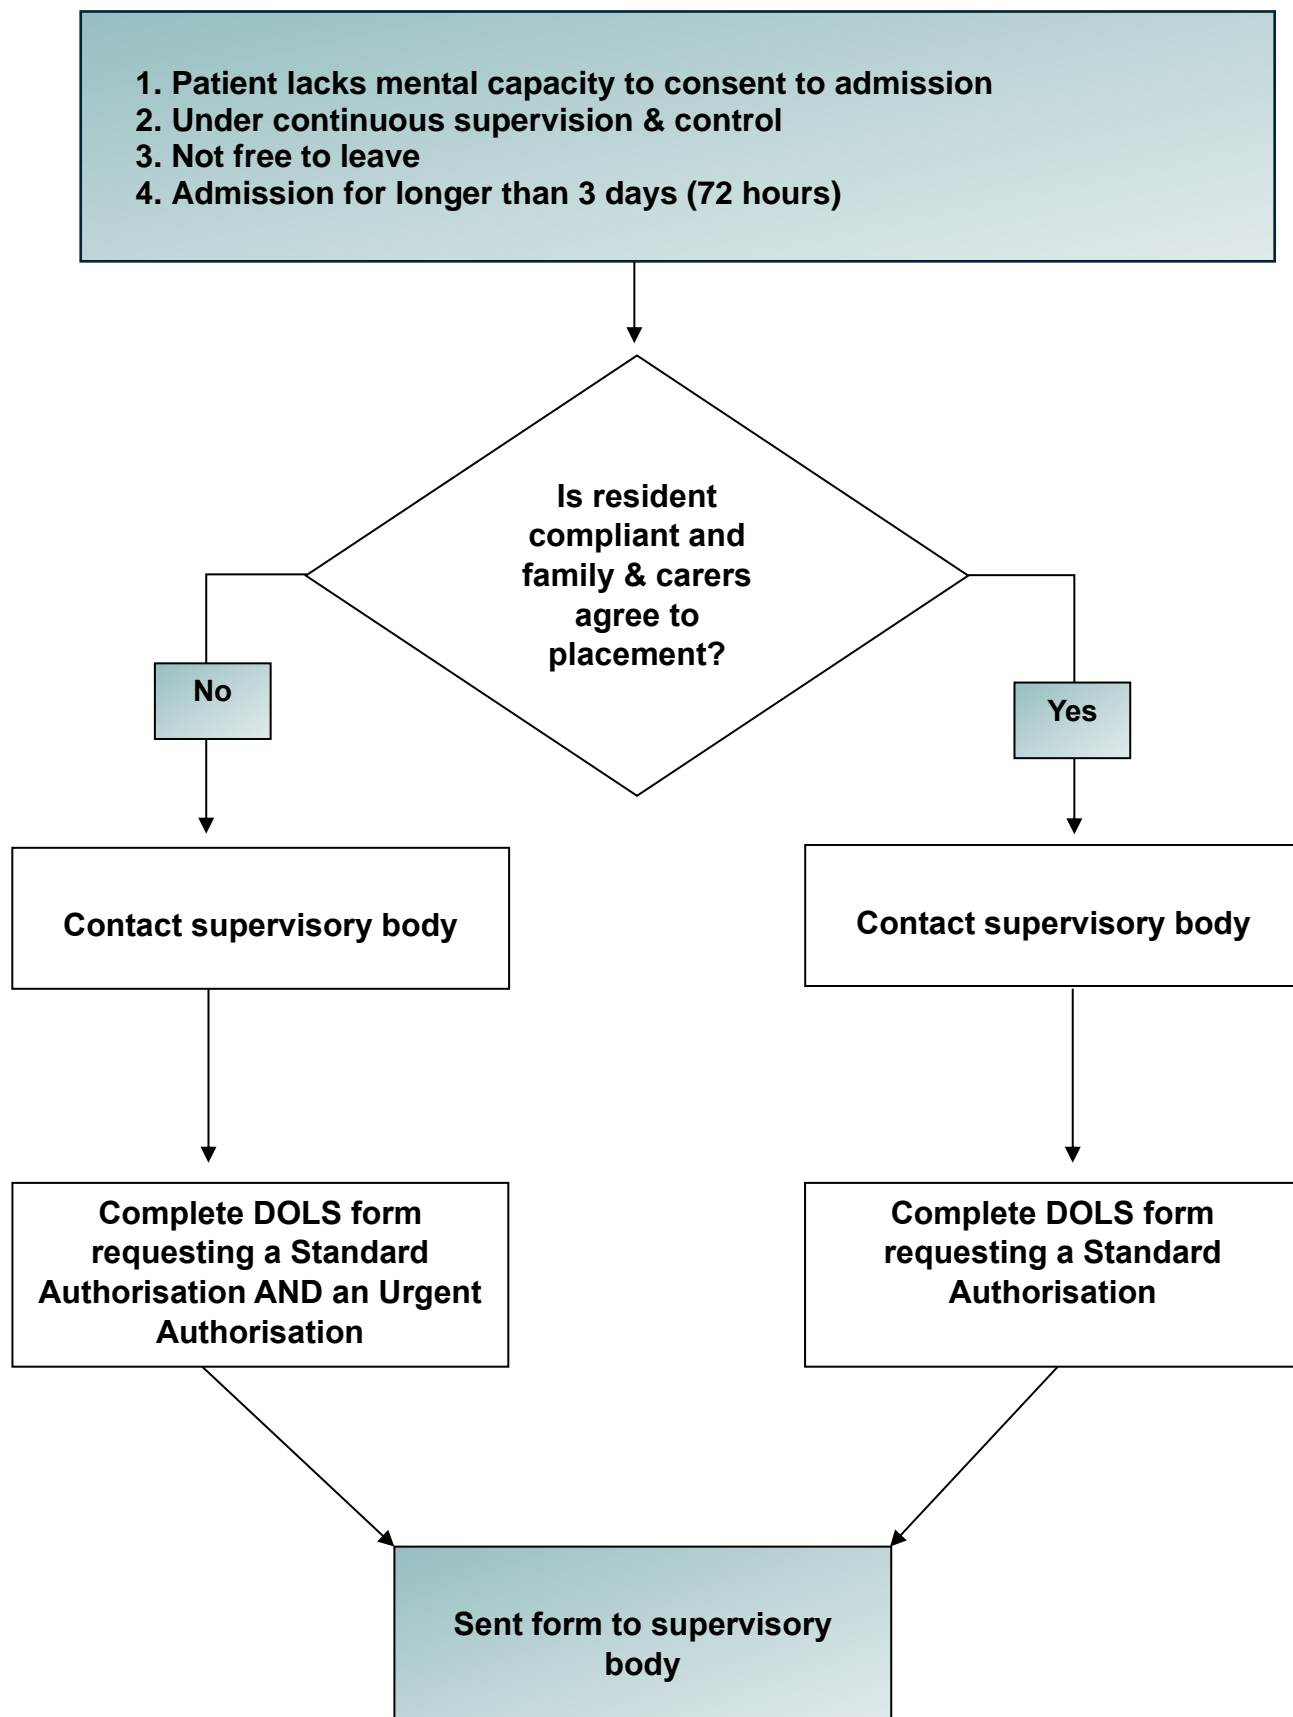 1. Patient lacks mental capacity to consent to admission
2. Under continuous supervision & control
3. Not free to leave
4. Admission for longer than 3 days (72 hours)
Is resident
compliant and
family & carers
agree to
placement?
No
Yes
Contact supervisory body
Contact supervisory body
Complete DOLS form
requesting a Standard
Authorisation AND an Urgent
Authorisation
Complete DOLS form
requesting a Standard
Authorisation
Sent form to supervisory
body